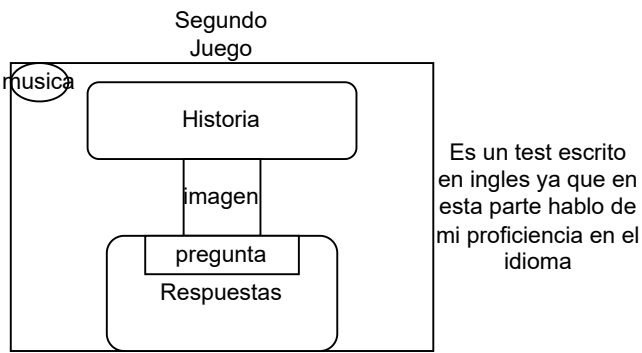 Segundo
Juego
musica
Historia
imagen
pregunta
Respuestas
Es un test escrito
en ingles ya que en
esta parte hablo de
mi proficiencia en el
idioma